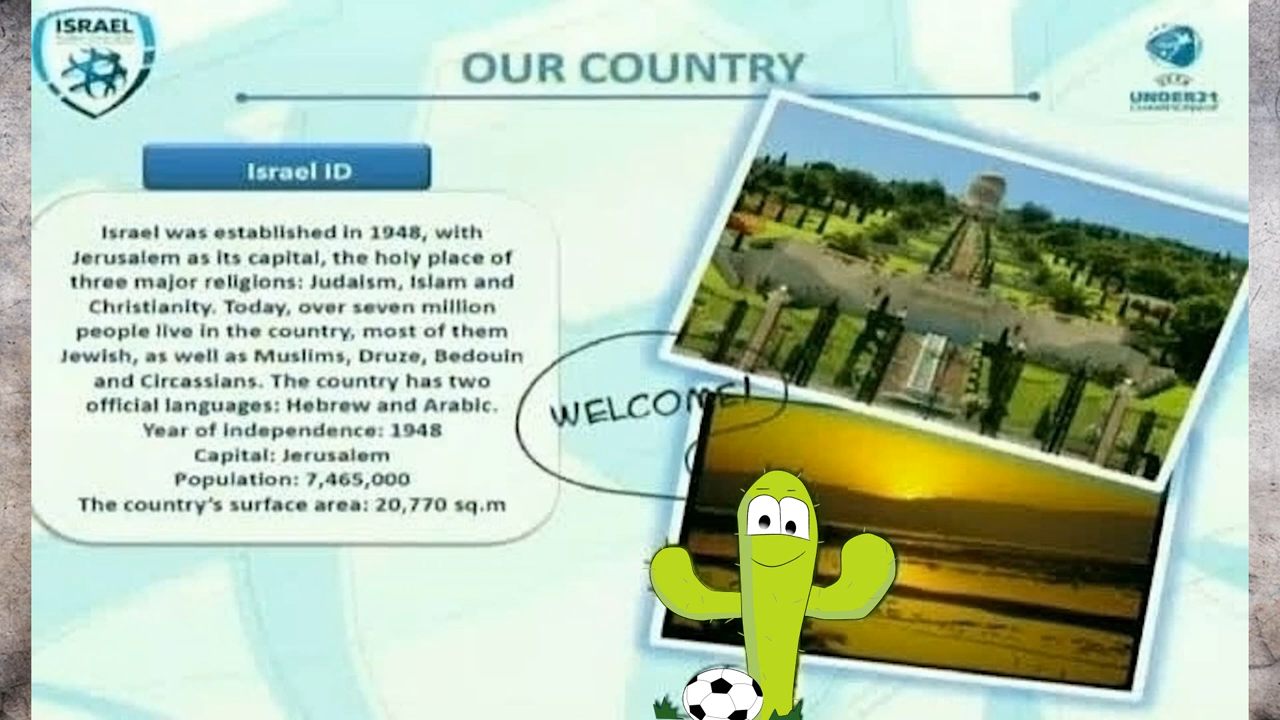 ISRAEL
OUR COUNTRY
UEFA
UNDER21
CHAMPIONSHIP
Israel ID
Israel was established in 1948, with
Jerusalem as its capital, the holy place of
three major religions: Judaism, Islam and
Christianity. Today, over seven million
people live in the country, most of them
Jewish, as well as Muslims, Druze, Bedouin
and Circassians. The country has two
official languages: Hebrew and Arabic.
Year of independence: 1948
Capital: Jerusalem
Population: 7,465,000
The country's surface area: 20,770 sq.m
WELCOME!